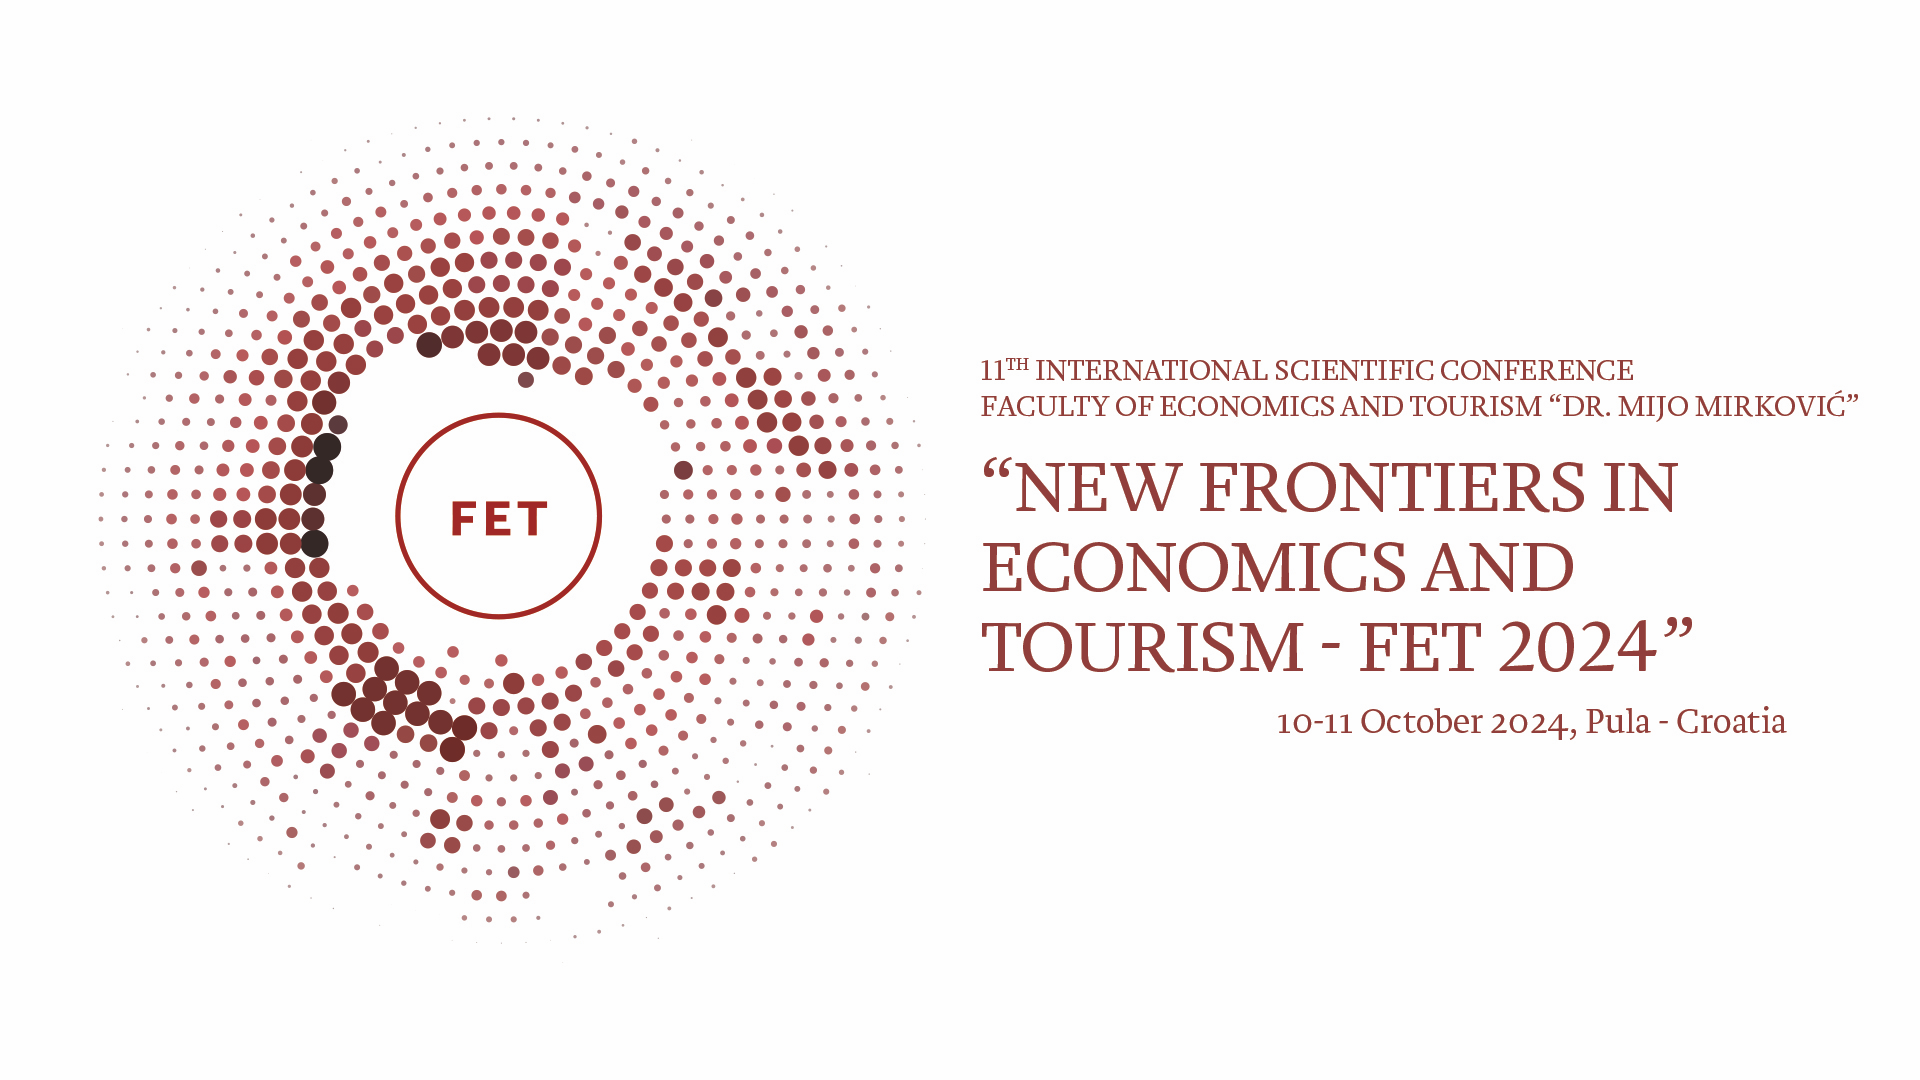 FET
11TH INTERNATIONAL SCIENTIFIC CONFERENCE
FACULTY OF ECONOMICS AND TOURISM “DR. MIJO MIRKOVIĆ”
“NEW FRONTIERS IN
ECONOMICS AND
TOURISM - FET 2024”
10-11 October 2024, Pula - Croatia